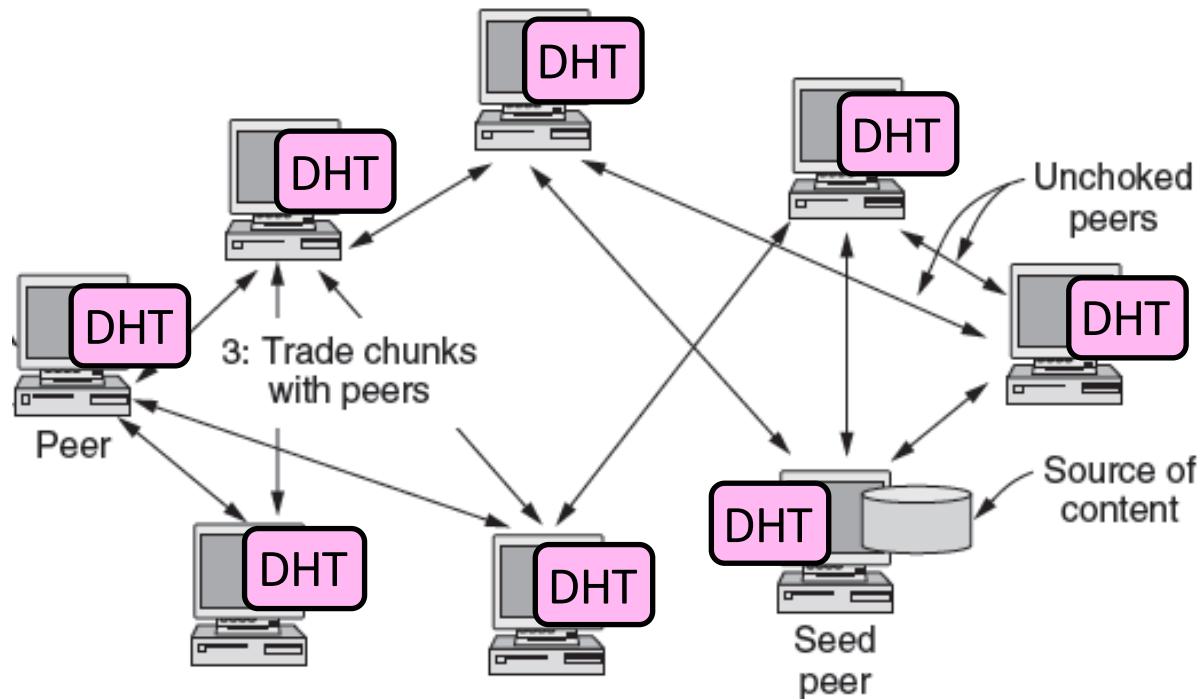 DHT
DHT
DHT
Unchoked
peers
DHT
DHT
3: Trade chunks
with peers
Peer
DHT
Source of
content
DHT
DHT
Seed
peer